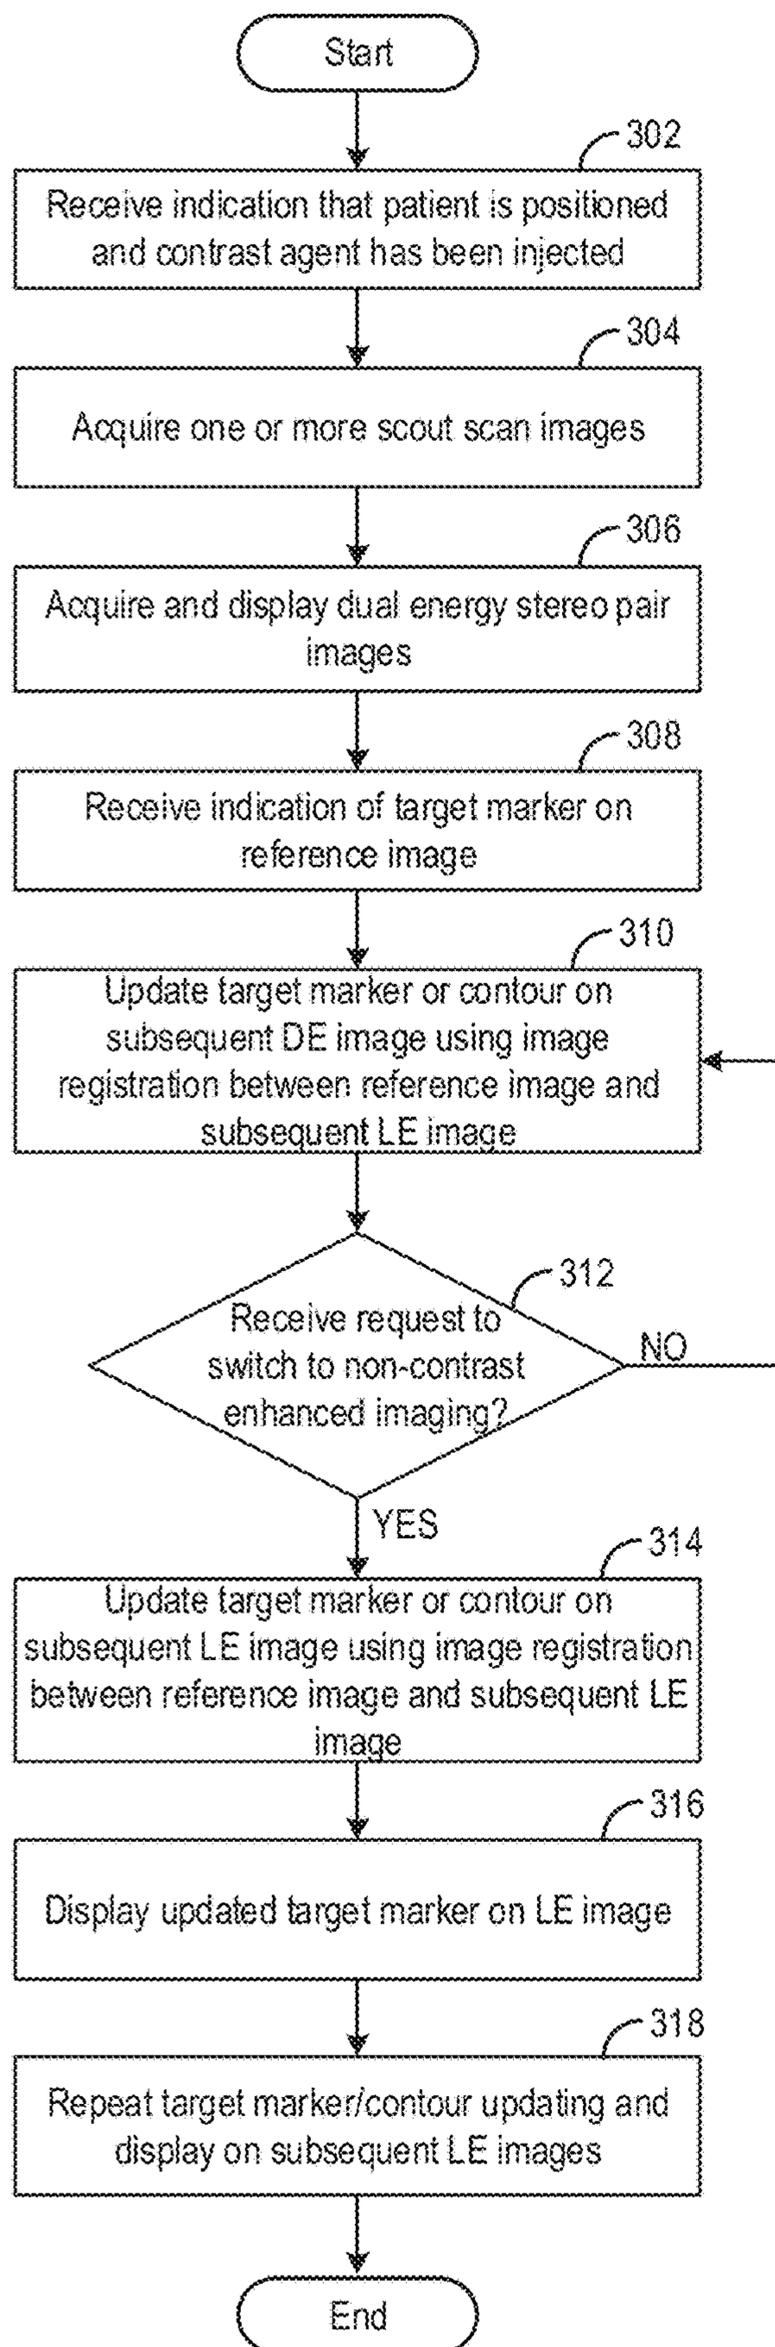 Start
302
Receive indication that patient is positioned
and contrast agent has been injected
304
Acquire one or more scout scan images
306
Acquire and display dual energy stereo pair
images
308
Receive indication of target marker on
reference image
310
Update target marker or contour on
subsequent DE image using image
registration between reference image and
subsequent LE image
312
Receive request to
switch to non-contrast
enhanced imaging?
NO
YES
314
Update target marker or contour on
subsequent LE image using image registration
between reference image and subsequent LE
image
316
Display updated target marker on LE image
318
Repeat target marker/contour updating and
display on subsequent LE images
End